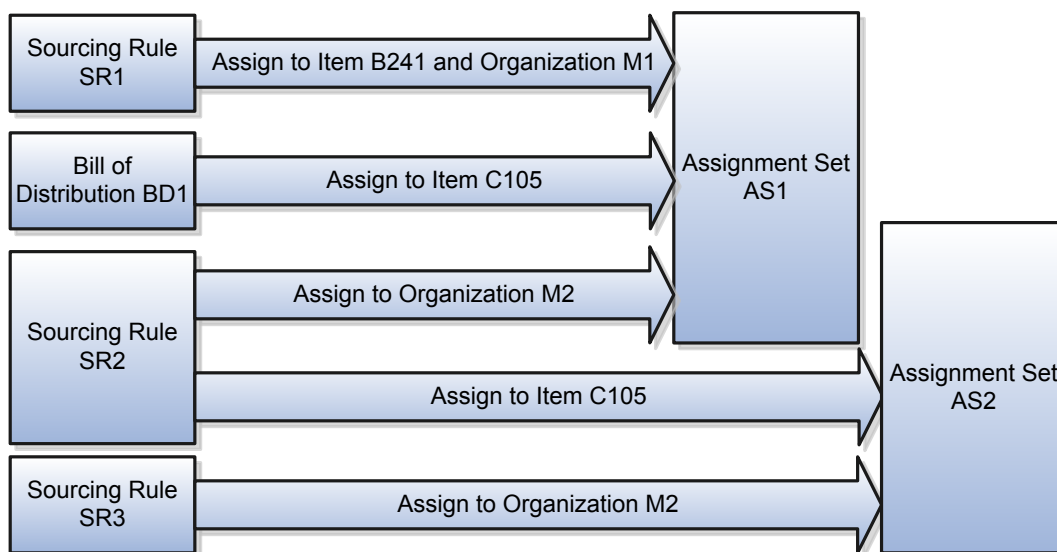 Sourcing Rule
SR1
Assign to Item B241 and Organization M1
Bill of
Distribution BD1
Assign to Item C105
Assignment Set
AS1
Sourcing Rule
SR2
Assign to Organization M2
Assign to Item C105
Assignment Set
AS2
Sourcing Rule
SR3
Assign to Organization M2